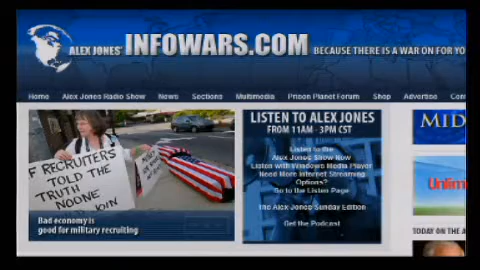 ALEX JONES' INFOWARS.COM BECAUSE THERE IS A WAR ON FOR YO
Home Alex Jones Radio Show News Sections Multimedia Prison Planet Forum Shop Advertise Con
F RECRUITERS
TOLD THE
TRUTH
NOONE
JOIN
Bad economy is
good for military recruiting
LISTEN TO ALEX JONES
FROM 11AM - 3PM CST
Listen to the
Alex Jones Show Now
Listen with Windows Media Player
Need More Internet Streaming
Options?
Go to the Listen Page
The Alex Jones Sunday Edition
Get the Podcast
MID
Unlim
TODAY ON THE A